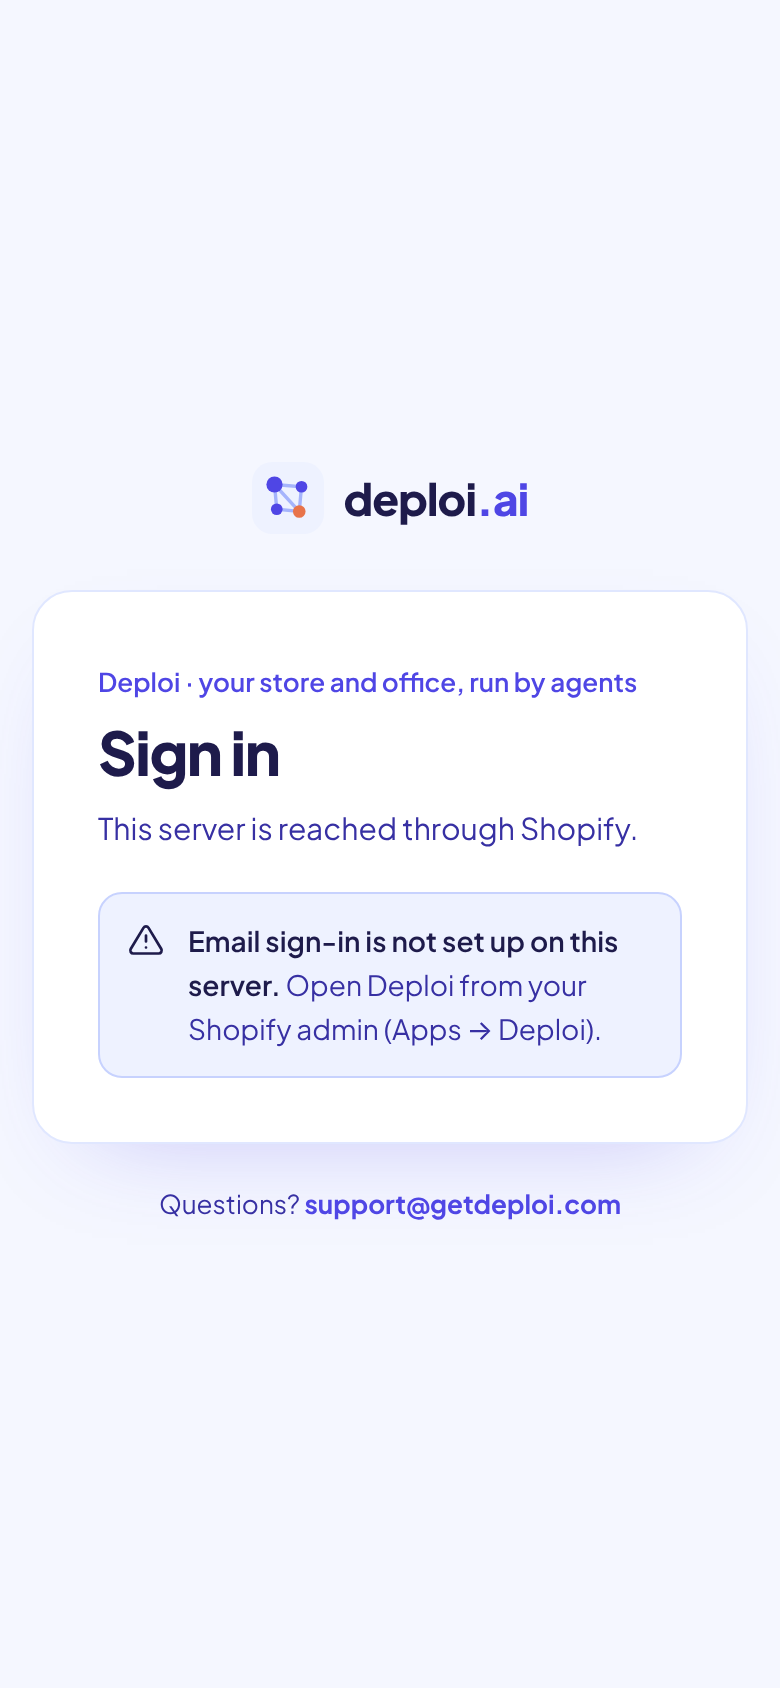 deploi.ai
Deploi · your store and office, run by agents
Sign in
This server is reached through Shopify.
Email sign-in is not set up on this
server. Open Deploi from your
Shopify admin (Apps → Deploi).
Questions? support@getdeploi.com